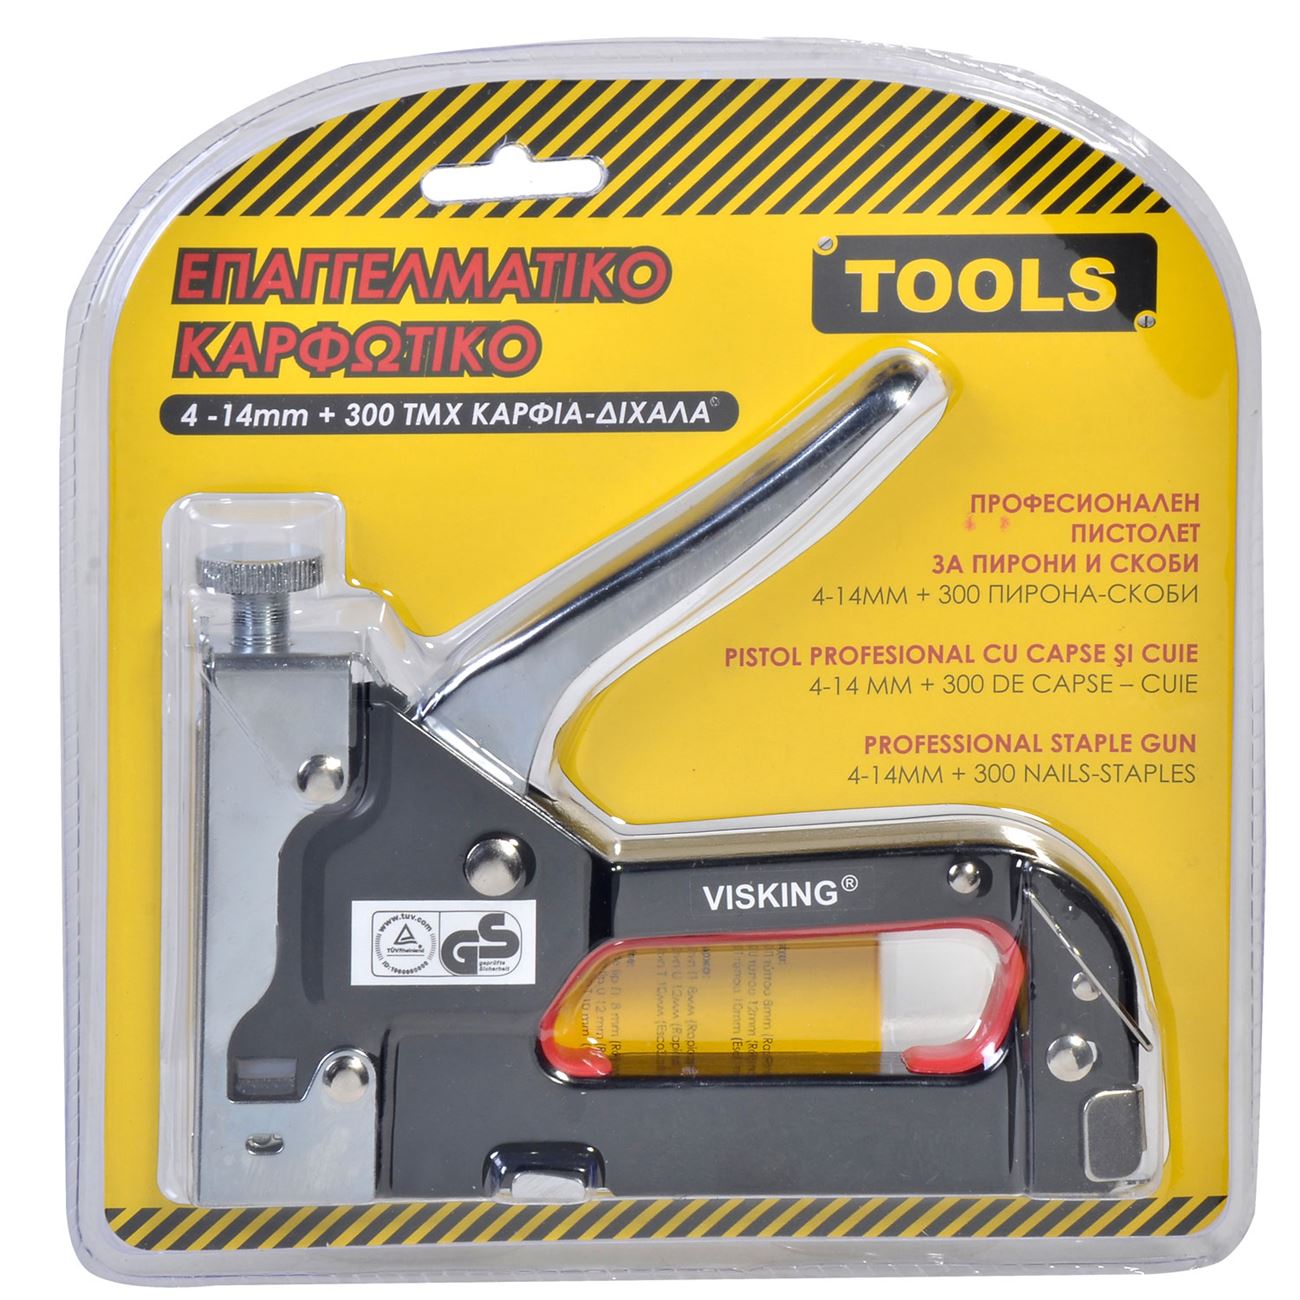 ΕΠΑΓΓΕΛΜΑΤΙΚΟ
ΚΑΡΦΩΤΙΚΟ
4 -14mm + 300 ΤΜΧ ΚΑΡΦΙΑ-ΔΙΧΑΛΑ
TOOLS
ПРОФЕСИОНАЛЕН
ПИСТОЛЕТ
ЗА ПИРОНИ И СКОБИ
4-14ММ + 300 ПИРОНА-СКОБИ
PISTOL PROFESIONAL CU CAPSE ŞI CUIE
4-14 MM + 300 DE CAPSE – CUIE
PROFESSIONAL STAPLE GUN
4-14MM + 300 NAILS-STAPLES
VISKING®
www.tuv.com
TÜVRheinland
GS
geprüfte
Sicherheit